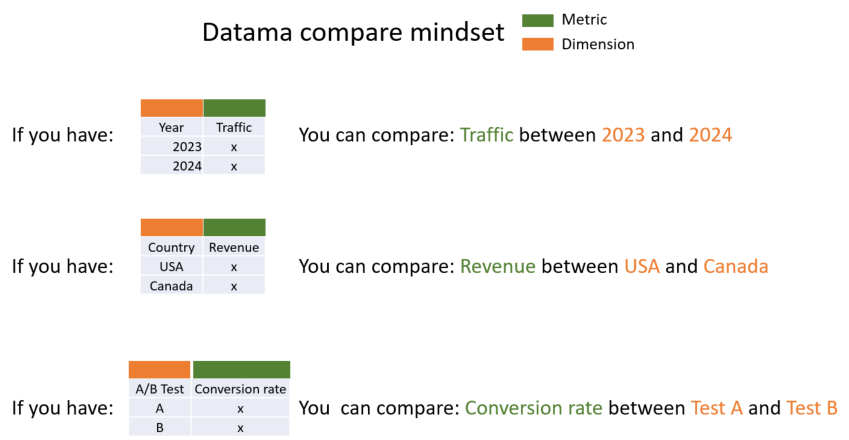 Datama compare mindset
Metric
Dimension
If you have:
Year Traffic
2023 x
2024 x
You can compare: Traffic between 2023 and 2024
If you have:
Country Revenue
USA x
Canada x
You can compare: Revenue between USA and Canada
If you have:
A/B Test Conversion rate
A x
B x
You can compare: Conversion rate between Test A and Test B